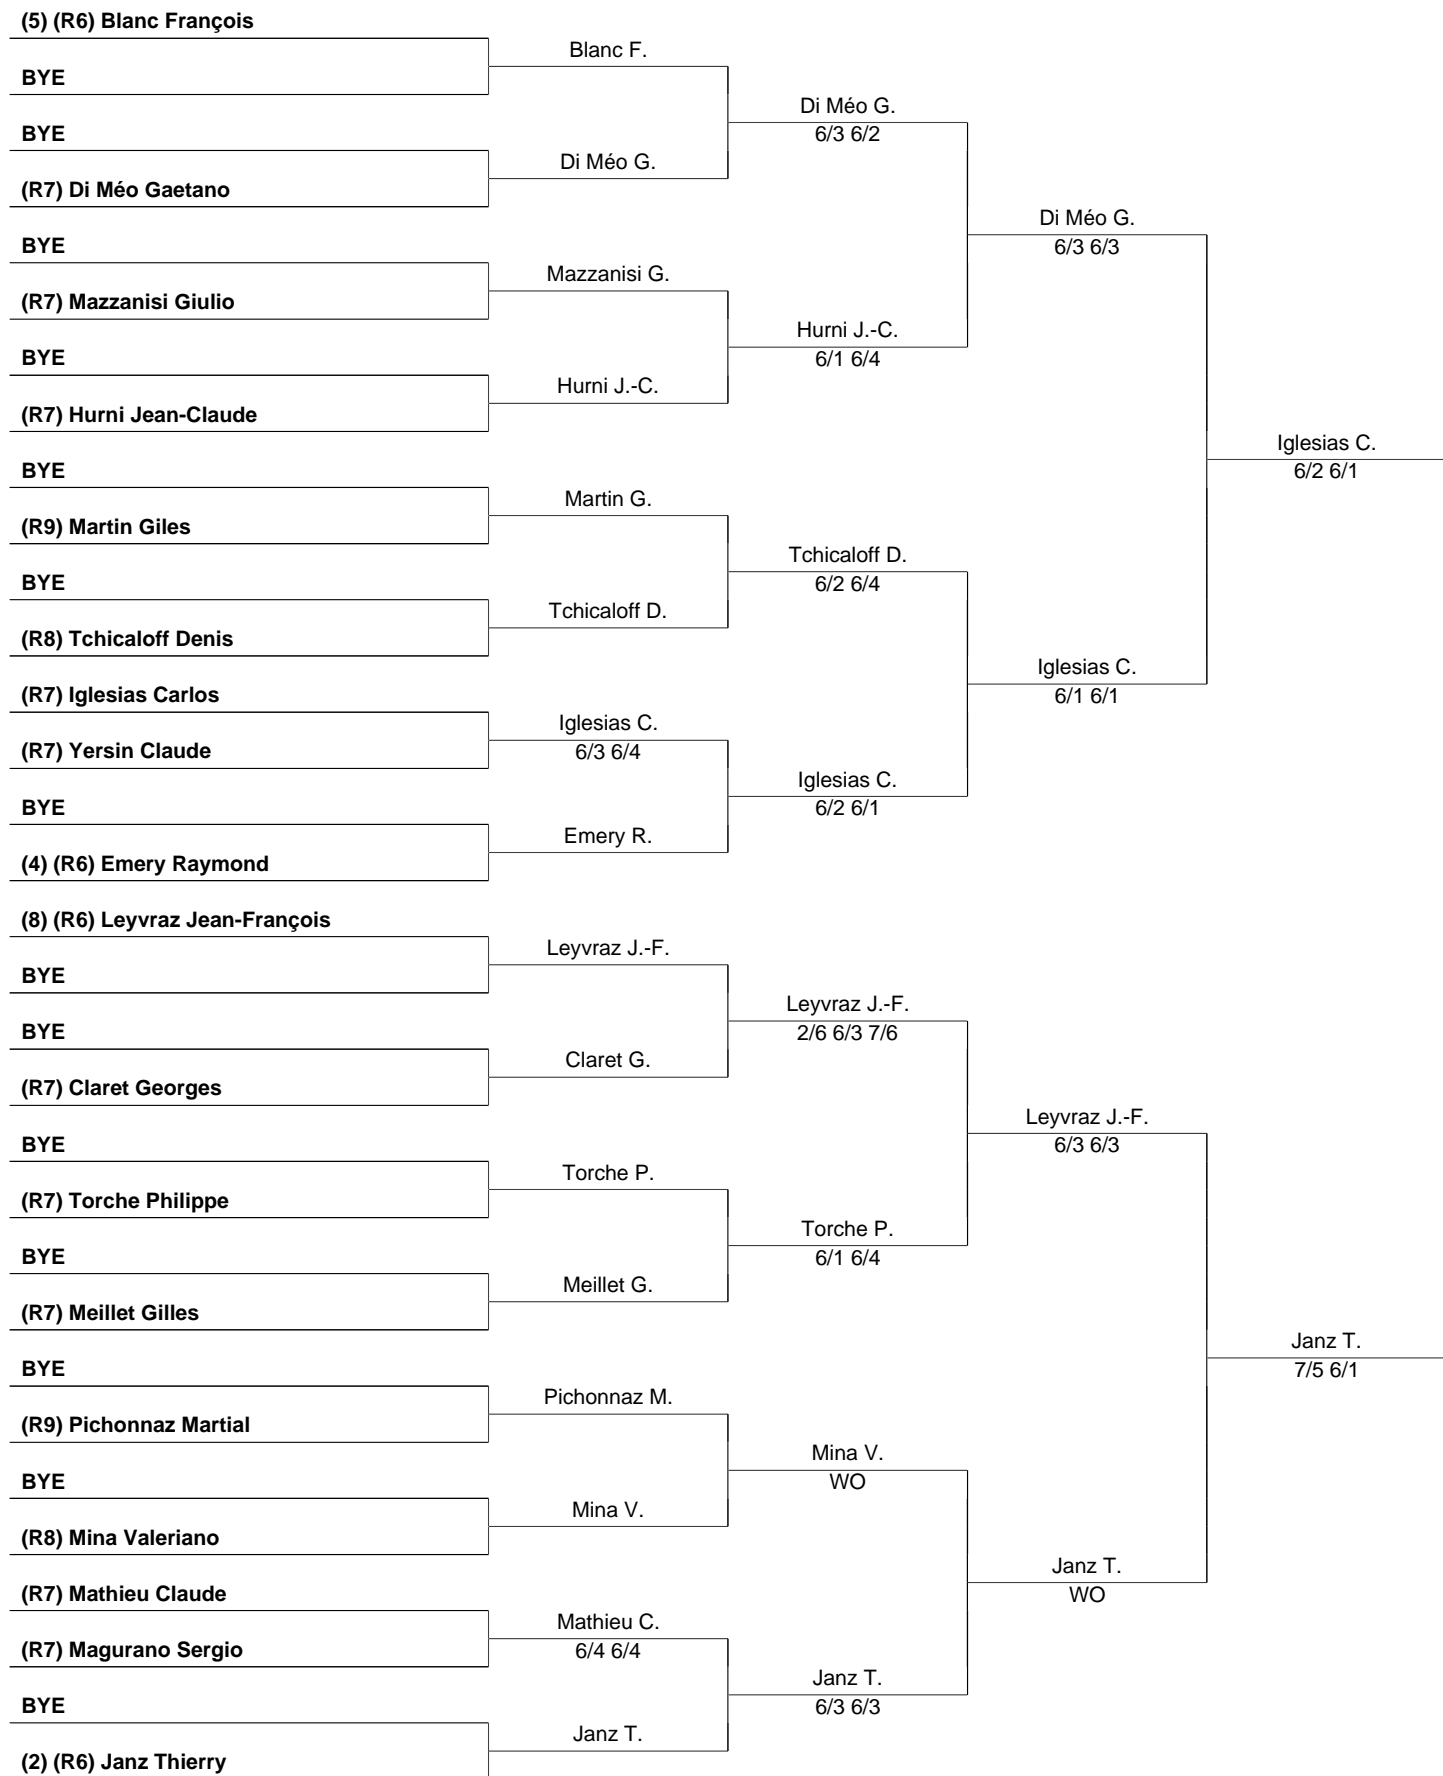 (5) (R6) Blanc François
BYE
BYE
(R7) Di Méo Gaetano
BYE
(R7) Mazzanisi Giulio
BYE
(R7) Hurni Jean-Claude
BYE
(R9) Martin Giles
BYE
(R8) Tchicaloff Denis
(R7) Iglesias Carlos
(R7) Yersin Claude
BYE
(4) (R6) Emery Raymond
(8) (R6) Leyvraz Jean-François
BYE
BYE
(R7) Claret Georges
BYE
(R7) Torche Philippe
BYE
(R7) Meillet Gilles
BYE
(R9) Pichonnaz Martial
BYE
(R8) Mina Valeriano
(R7) Mathieu Claude
(R7) Magurano Sergio
BYE
(2) (R6) Janz Thierry
Blanc F.
Di Méo G.
Mazzanisi G.
Hurni J.-C.
Martin G.
Tchicaloff D.
Iglesias C.
6/3 6/4
Emery R.
Leyvraz J.-F.
Claret G.
Torche P.
Meillet G.
Pichonnaz M.
Mina V.
Mathieu C.
6/4 6/4
Janz T.
Di Méo G.
6/3 6/2
Hurni J.-C.
6/1 6/4
Tchicaloff D.
6/2 6/4
Iglesias C.
6/2 6/1
Leyvraz J.-F.
2/6 6/3 7/6
Torche P.
6/1 6/4
Mina V.
WO
Janz T.
6/3 6/3
Di Méo G.
6/3 6/3
Iglesias C.
6/1 6/1
Leyvraz J.-F.
6/3 6/3
Janz T.
WO
Iglesias C.
6/2 6/1
Janz T.
7/5 6/1